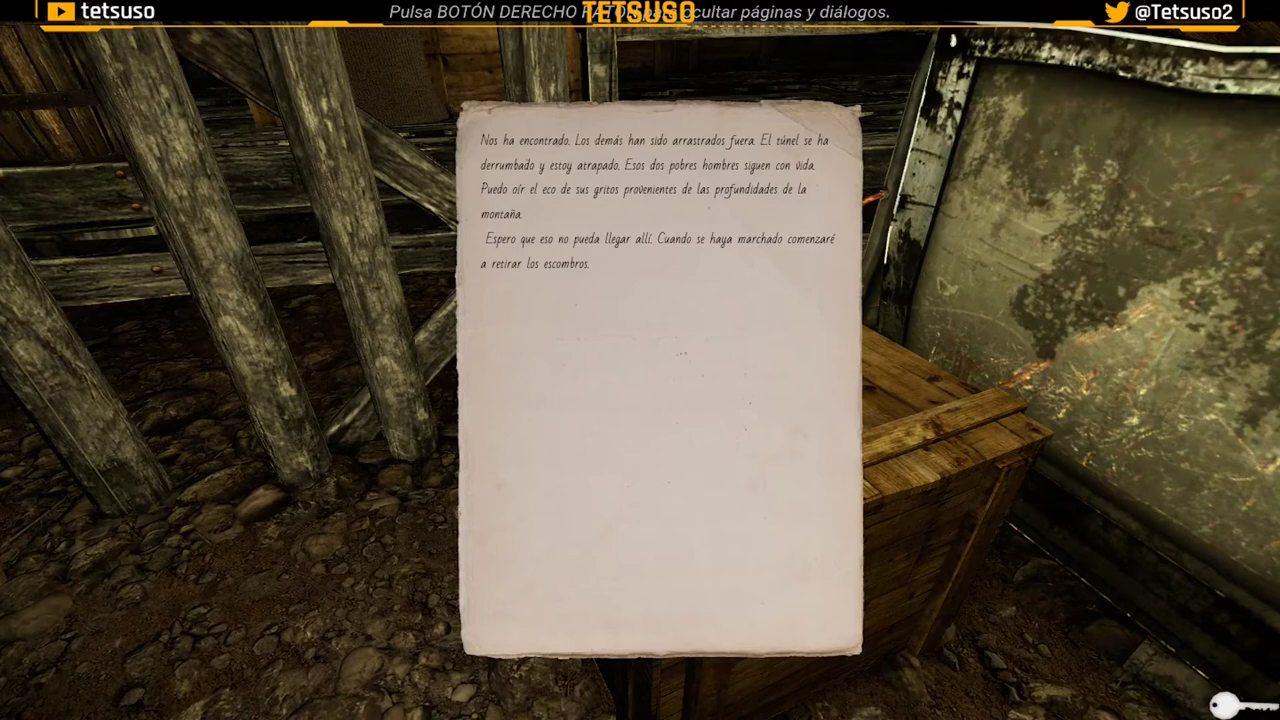 tetsuso
Pulsa BOTÓN DERECHO cultar páginas y diálogos.
TETSUSO
@Tetsuso2
Nos ha encontrado. Los demás han sido arrastrados fuera. El túnel se ha
derrumbado y estoy atrapado. Esos dos pobres hombres siguen con vida.
Puedo oír el eco de sus gritos provenientes de las profundidades de la
montaña.
Espero que eso no pueda llegar allí. Cuando se haya marchado comenzaré
a retirar los escombros.